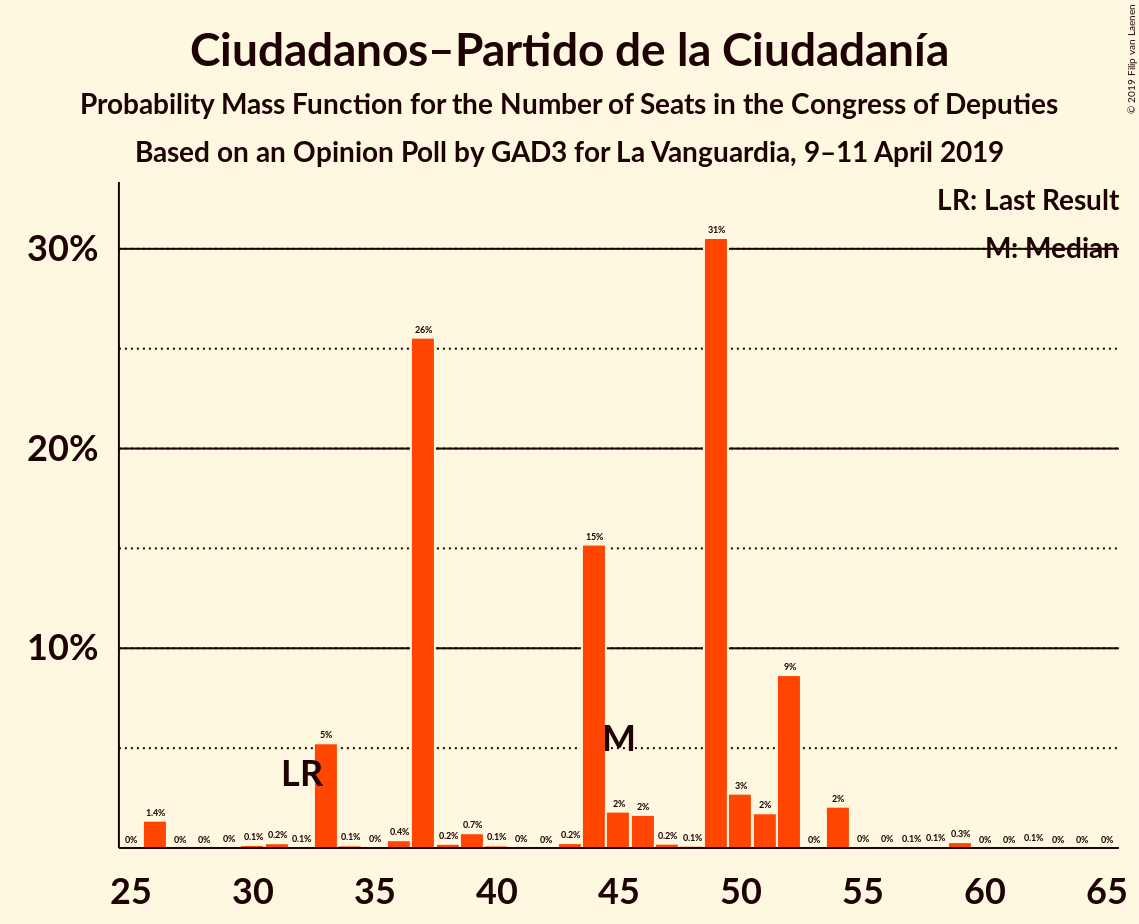 Ciudadanos–Partido de la Ciudadanía
Probability Mass Function for the Number of Seats in the Congress of Deputies
Based on an Opinion Poll by GAD3 for La Vanguardia, 9–11 April 2019
© 2019 Filip van Laenen
LR: Last Result
M: Median
30%
20%
10%
0% 1.4% 0% 0% 0% 0.1% 0.2% 0.1% 5% 0.1% 0% 0.4% 26% 0.2% 0.7% 0.1% 0% 0% 0.2% 15% 2% 2% 0.2% 0.1% 31% 3% 2% 9% 0% 2% 0% 0% 0.1% 0.1% 0.3% 0% 0% 0.1% 0% 0% 0%
LR
M
25 30 35 40 45 50 55 60 65